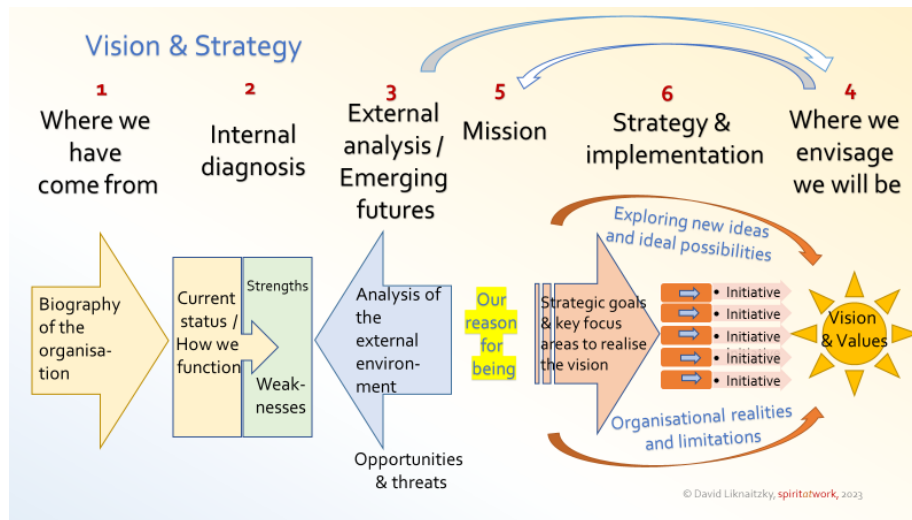 Vision & Strategy
1
Where we
have
come from
2
Internal
diagnosis
3
External
analysis /
Emerging
futures
5
Mission
6
Strategy &
implementation
4
Where we
envisage
we will be
Biography
of the
organisa-
tion
Current
status /
How we
function
Strengths
Weak-
nesses
Analysis of
the
external
environ-
ment
Opportunities
& threats
Our
reason
for
being
Exploring new ideas
and ideal possibilities
Strategic goals
& key focus
areas to realise
the vision
• Initiative
• Initiative
• Initiative
• Initiative
• Initiative
Organisational realities
and limitations
Vision
& Values
© David Liknaitzky, spiritatwork, 2023